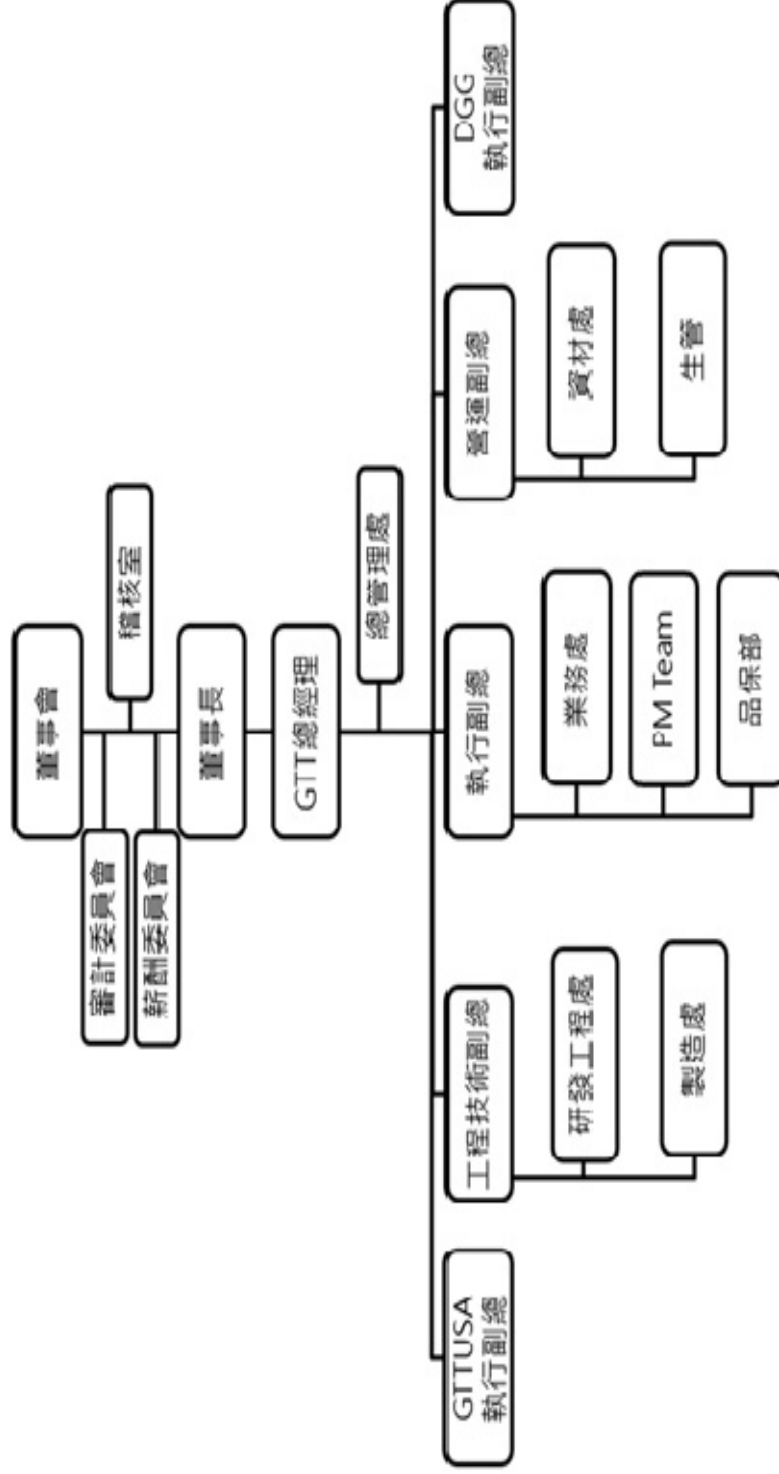 董事會
稽核室
審計委員會
薪酬委員會
董事長
GTT總經理
總管理處
GTTUSA
執行副總
工程技術副總
研發工程處
製造處
執行副總
業務處
PM Team
品保部
營運副總
資材處
生管
DGG
執行副總